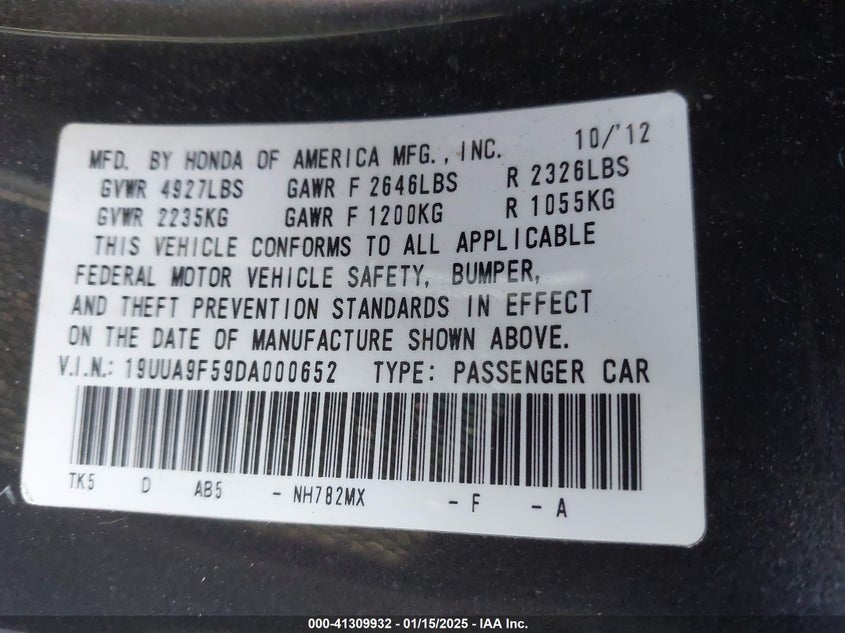 MFD. BY HONDA OF AMERICA MFG., INC. 10/'12
GVWR 4927LBS GAWR F 2646LBS R 2326LBS
GVWR 2235KG GAWR F 1200KG R 1055KG
THIS VEHICLE CONFORMS TO ALL APPLICABLE
FEDERAL MOTOR VEHICLE SAFETY, BUMPER,
AND THEFT PREVENTION STANDARDS IN EFFECT
ON THE DATE OF MANUFACTURE SHOWN ABOVE.
V.I.N.: 19UUA9F59DA000652 TYPE: PASSENGER CAR
TK5 D AB5 - NH782MX - F - A
000-41309932 - 01/15/2025 - IAA Inc.